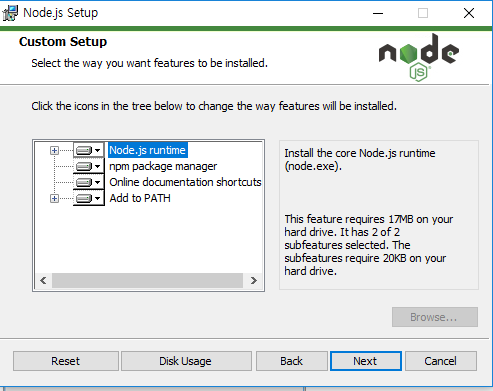 Node.js Setup
Custom Setup
Select the way you want features to be installed.
node
JS
Click the icons in the tree below to change the way features will be installed.
Node.js runtime
npm package manager
Online documentation shortcuts
Add to PATH
Install the core Node.js runtime
(node.exe).
This feature requires 17MB on your
hard drive. It has 2 of 2
subfeatures selected. The
subfeatures require 20KB on your
hard drive.
Browse...
Reset
Disk Usage
Back
Next
Cancel